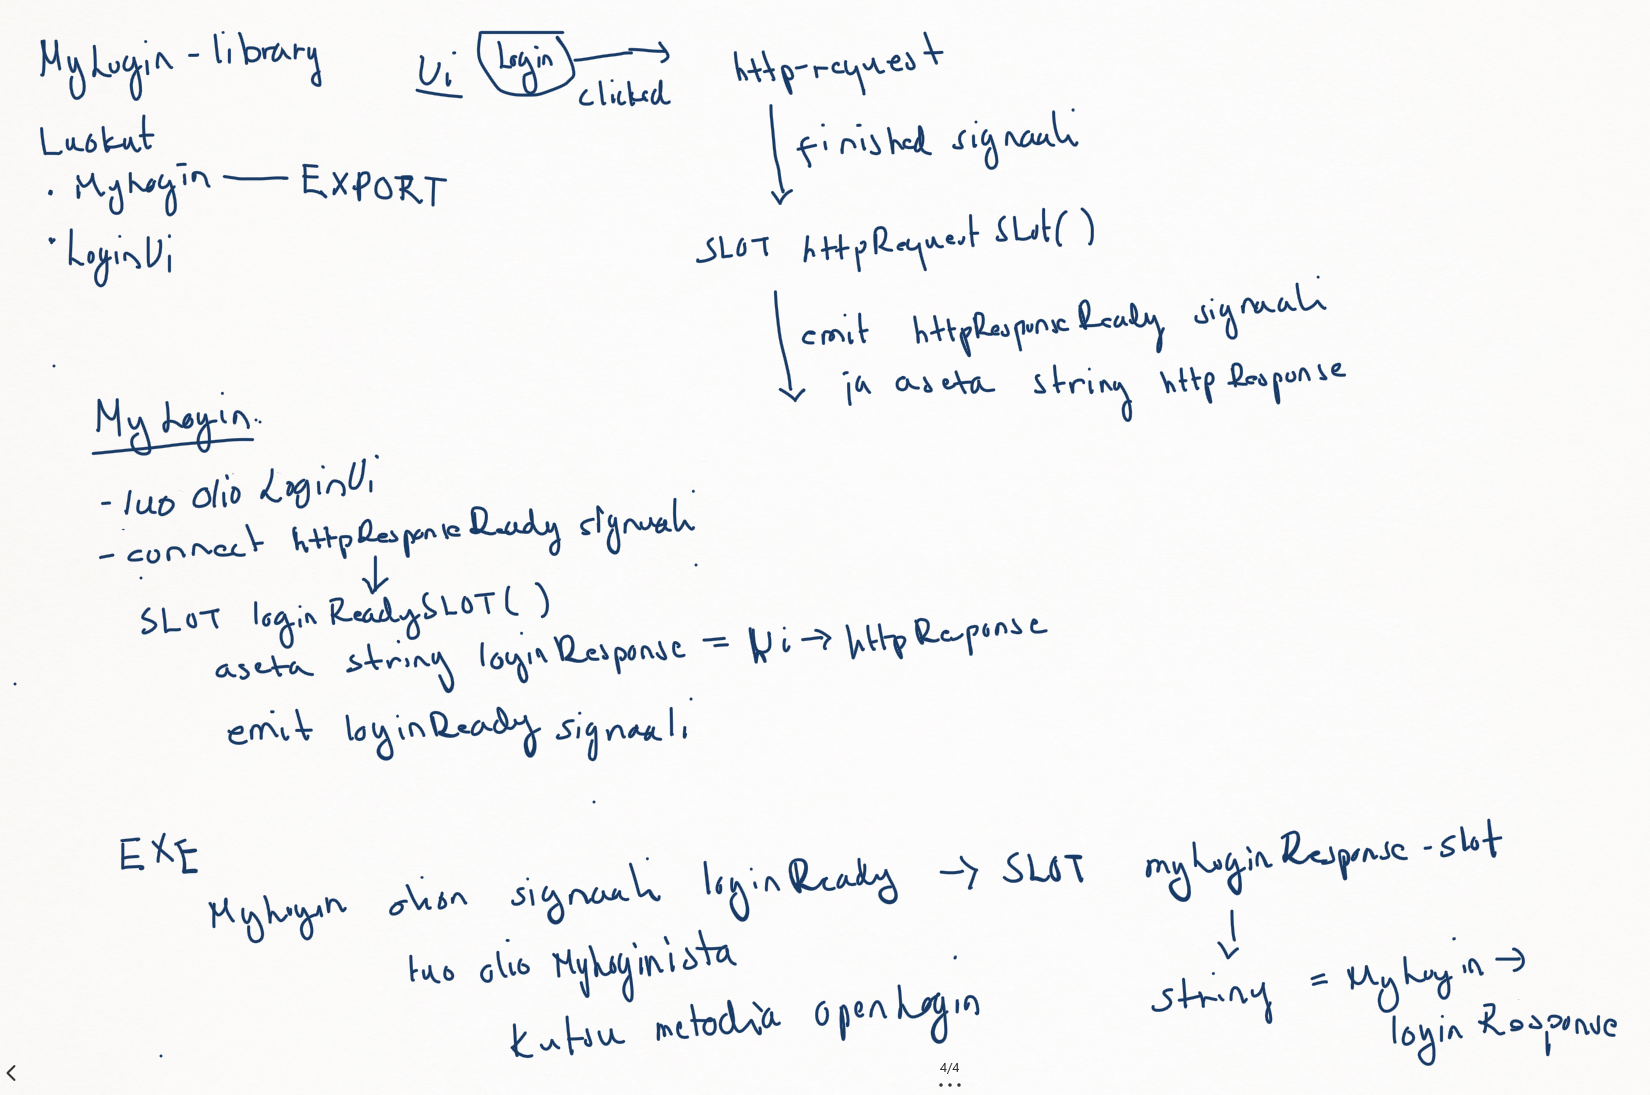 MyLogin - library
Luokat
· MyLogin — EXPORT
· LoginUi
Ui Login → clicked
http-request
↓ finished signaali
SLOT httpRequestSlot()
↓ emit httpResponseReady signaali
ja aseta string httpResponse
MyLogin
- luo olio LoginUi
- connect httpResponseReady signaali
↓
SLOT loginReadySLOT()
aseta string loginResponse = Ui → httpReponse
emit loginReady signaali
EXE
MyLogin olion signaali loginReady → SLOT myLoginResponse - slot
luo olio MyLoginista
Kutsu metodia openLogin
↓
string = MyLogin →
loginResponse
4/4